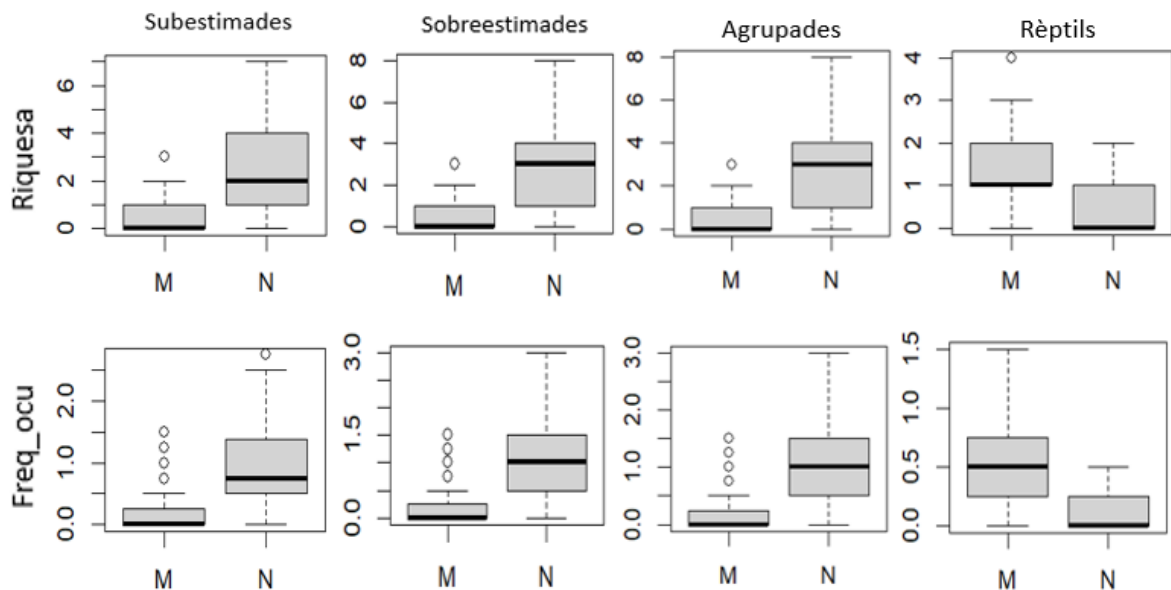 Subestimades Sobreestimades Agrupades Rèptils
Riquesa
0 2 4 6
M N
0 2 4 6 8
M N
0 2 4 6 8
M N
0 1 2 3 4
M N
Freq_ocu
0.0 1.0 2.0
M N
0.0 1.5 3.0
M N
0.0 1.0 2.0 3.0
M N
0.0 0.5 1.0 1.5
M N